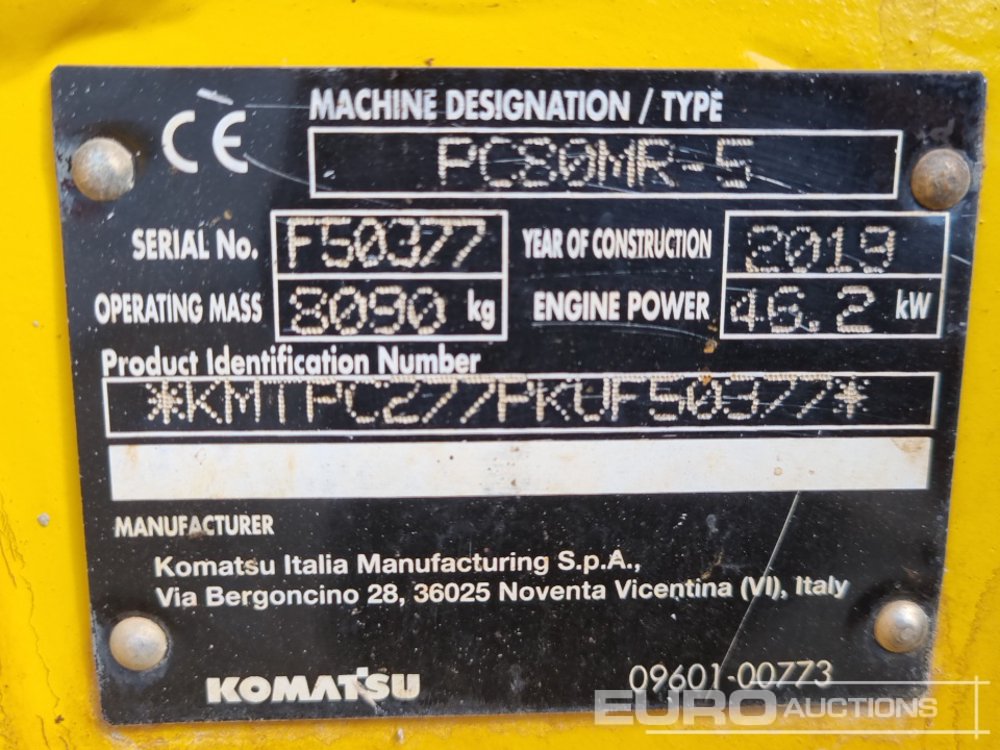 CE
MACHINE DESIGNATION / TYPE
PC80MR-5
SERIAL No. F50377 YEAR OF CONSTRUCTION 2019
OPERATING MASS 8090 kg ENGINE POWER 46.2 kW
Product Identification Number
*KMTPC277PKUF50377*
MANUFACTURER
Komatsu Italia Manufacturing S.p.A.,
Via Bergoncino 28, 36025 Noventa Vicentina (VI), Italy
KOMATSU 09601-00773
EURO AUCTIONS